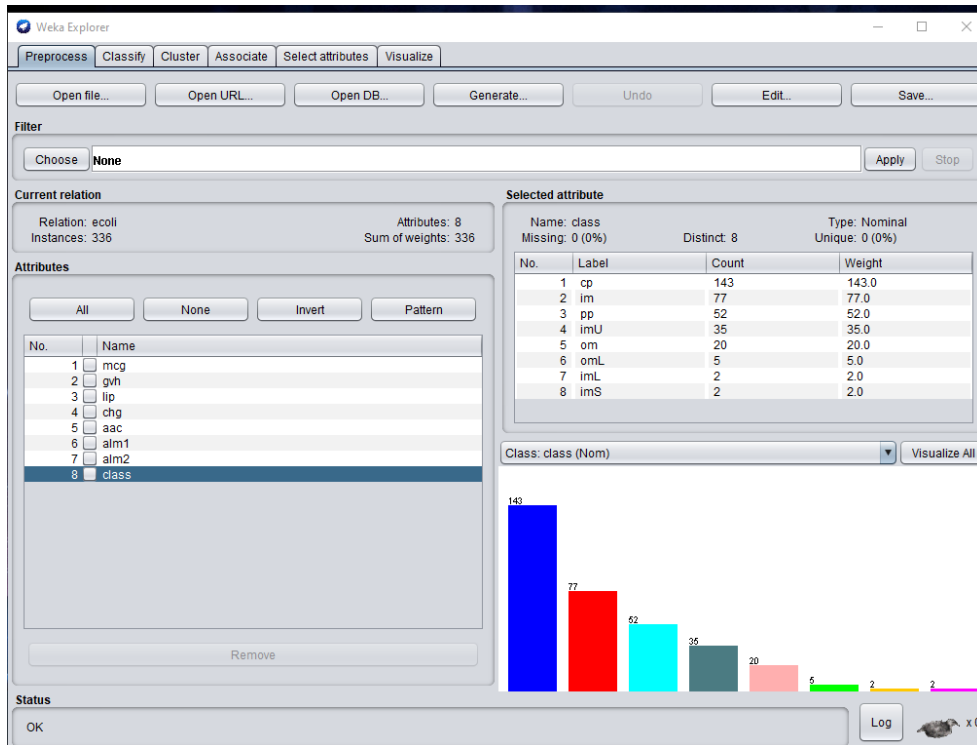 Weka Explorer
Preprocess Classify Cluster Associate Select attributes Visualize
Open file... Open URL... Open DB... Generate... Undo Edit... Save...
Filter
Choose None Apply Stop
Current relation
Relation: ecoli Attributes: 8
Instances: 336 Sum of weights: 336
Attributes
All None Invert Pattern
No. Name
1 mcg
2 gvh
3 lip
4 chg
5 aac
6 alm1
7 alm2
8 class
Remove
Selected attribute
Name: class Type: Nominal
Missing: 0 (0%) Distinct: 8 Unique: 0 (0%)
No. Label Count Weight
1 cp 143 143.0
2 im 77 77.0
3 pp 52 52.0
4 imU 35 35.0
5 om 20 20.0
6 omL 5 5.0
7 imL 2 2.0
8 imS 2 2.0
Class: class (Nom) Visualize All
143
77
52
35
20
5
2
2
Status
OK
Log x